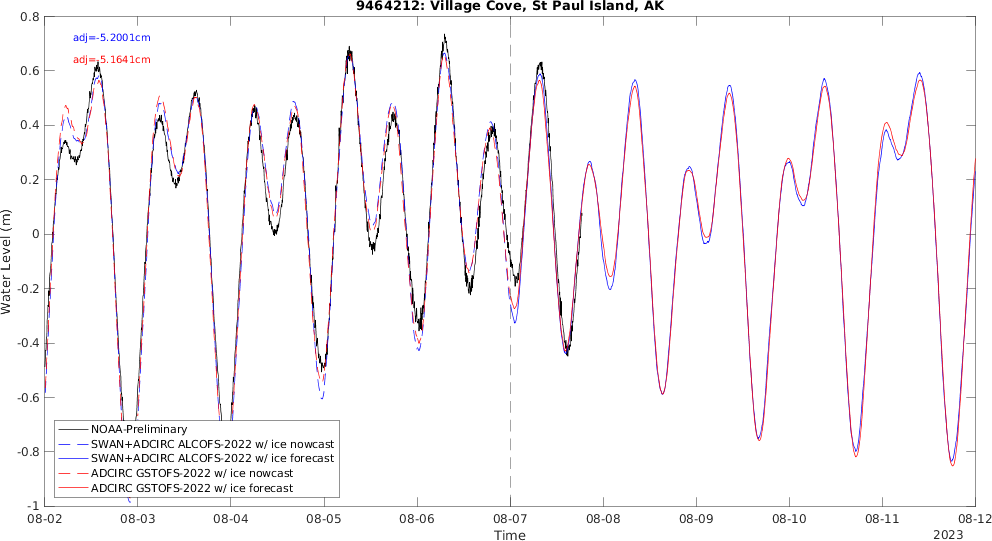 9464212: Village Cove, St Paul Island, AK
adj=-5.2001cm
adj=-5.1641cm
Water Level (m)
0.8
0.6
0.4
0.2
0
-0.2
-0.4
-0.6
-0.8
-1
NOAA-Preliminary
SWAN+ADCIRC ALCOFS-2022 w/ ice nowcast
SWAN+ADCIRC ALCOFS-2022 w/ ice forecast
ADCIRC GSTOFS-2022 w/ ice nowcast
ADCIRC GSTOFS-2022 w/ ice forecast
08-02 08-03 08-04 08-05 08-06 08-07 08-08 08-09 08-10 08-11 08-12
Time
2023